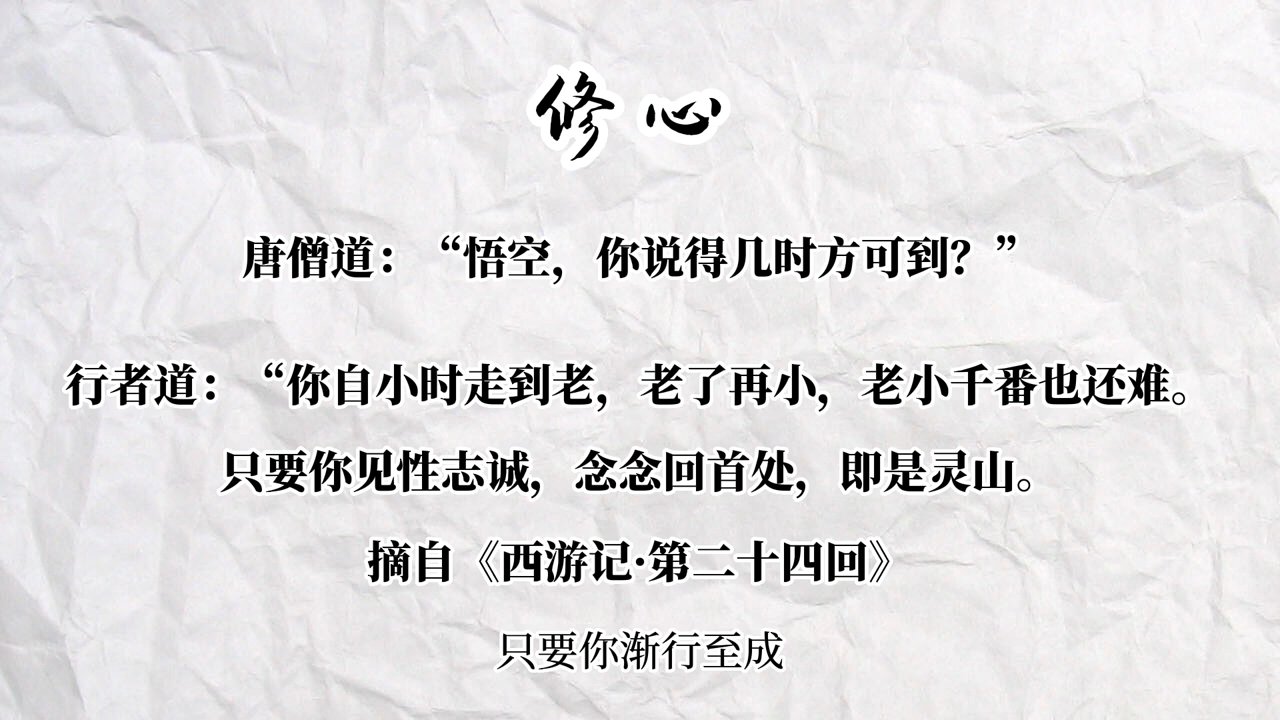 修心
唐僧道：“悟空，你说得几时方可到？”
行者道：“你自小时走到老，老了再小，老小千番也还难。
只要你见性志诚，念念回首处，即是灵山。
摘自《西游记·第二十四回》
只要你渐行至成